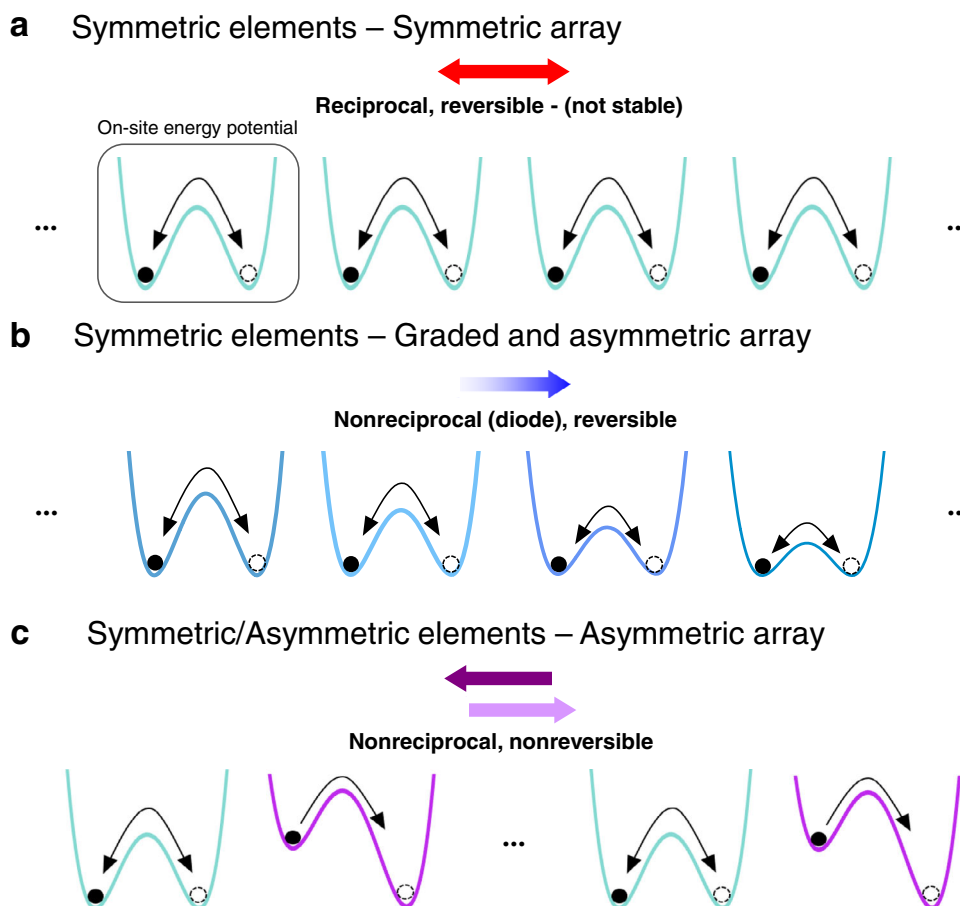 a Symmetric elements – Symmetric array
Reciprocal, reversible - (not stable)
On-site energy potential
... ...
b Symmetric elements – Graded and asymmetric array
Nonreciprocal (diode), reversible
... ...
c Symmetric/Asymmetric elements – Asymmetric array
Nonreciprocal, nonreversible
...